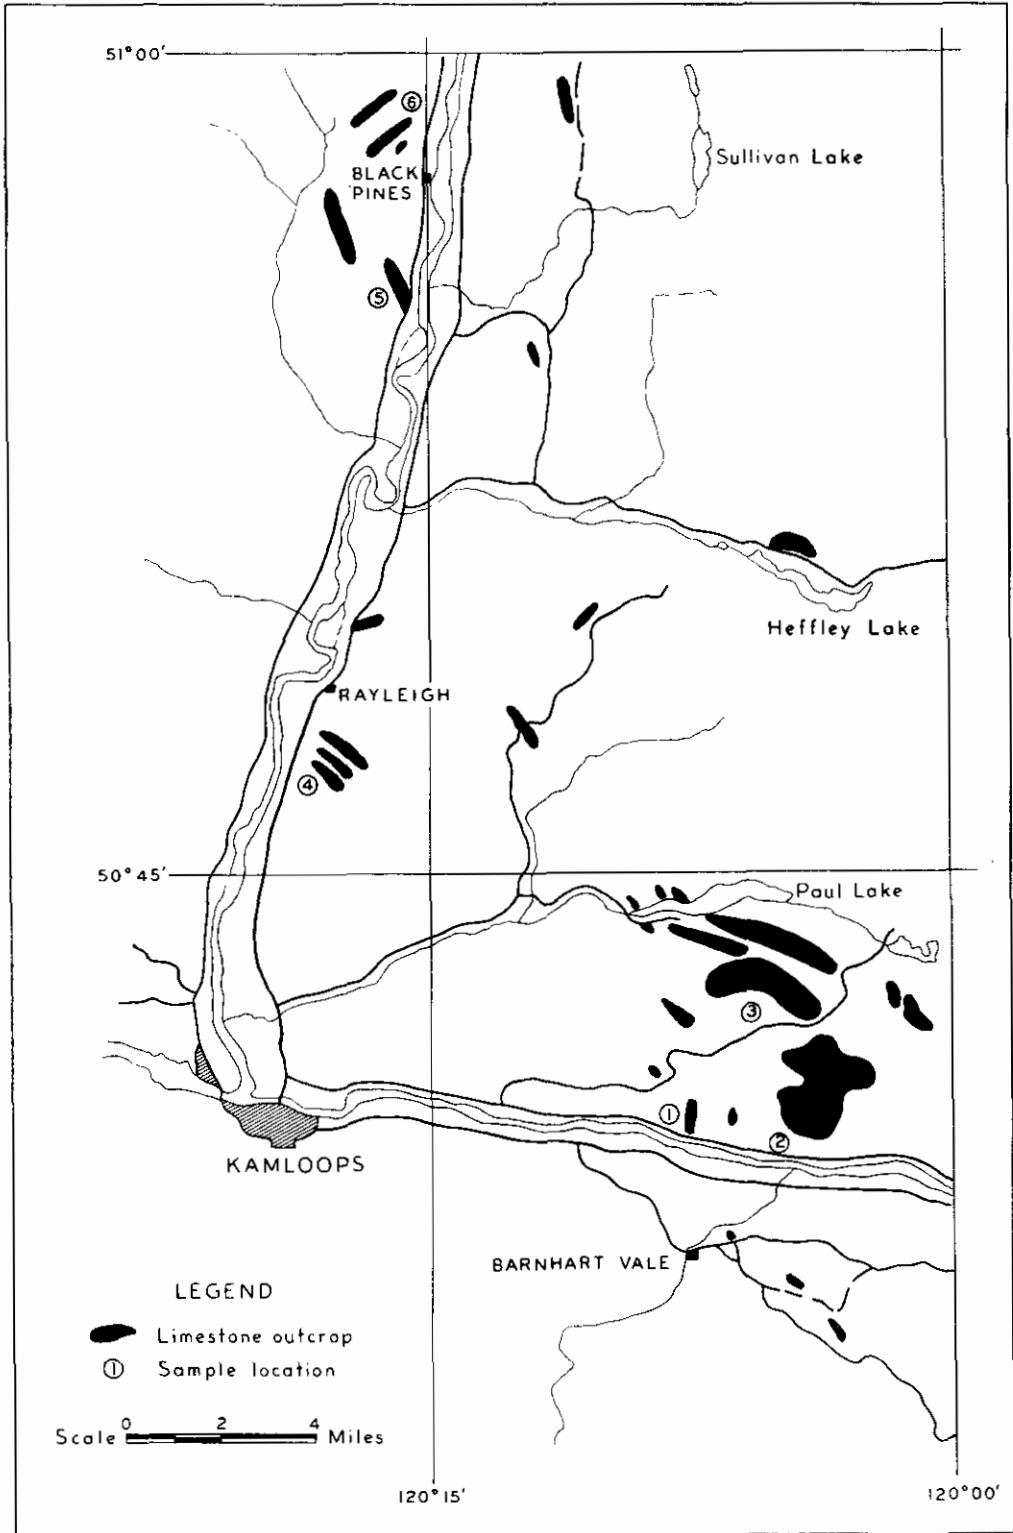 51°00'
⑥
Sullivan Lake
BLACK
PINES
⑤
Heffley Lake
RAYLEIGH
④
50°45'
Paul Lake
③
①
②
KAMLOOPS
BARNHART VALE
LEGEND
Limestone outcrop
① Sample location
0 2 4
Scale Miles
120°15'
120°00'